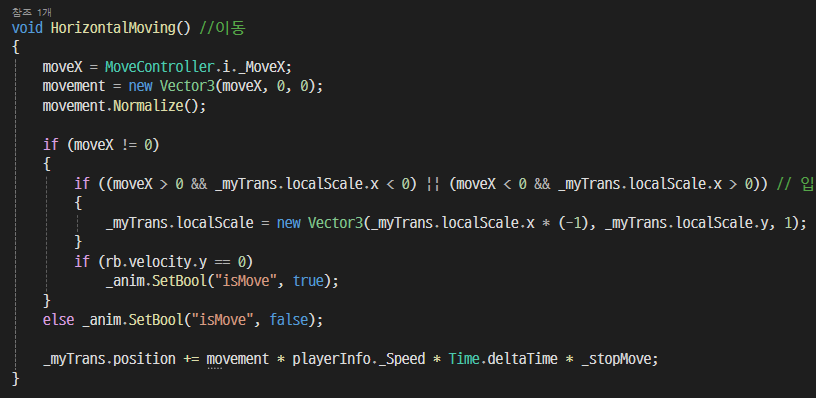 참조 1개
void HorizontalMoving() //이동
{
moveX = MoveController.i._MoveX;
movement = new Vector3(moveX, 0, 0);
movement.Normalize();
if (moveX != 0)
{
if ((moveX > 0 && _myTrans.localScale.x < 0) || (moveX < 0 && _myTrans.localScale.x > 0)) // 입
{
_myTrans.localScale = new Vector3(_myTrans.localScale.x * (-1), _myTrans.localScale.y, 1);
}
if (rb.velocity.y == 0)
_anim.SetBool("isMove", true);
}
else _anim.SetBool("isMove", false);
_myTrans.position += movement * playerInfo._Speed * Time.deltaTime * _stopMove;
}